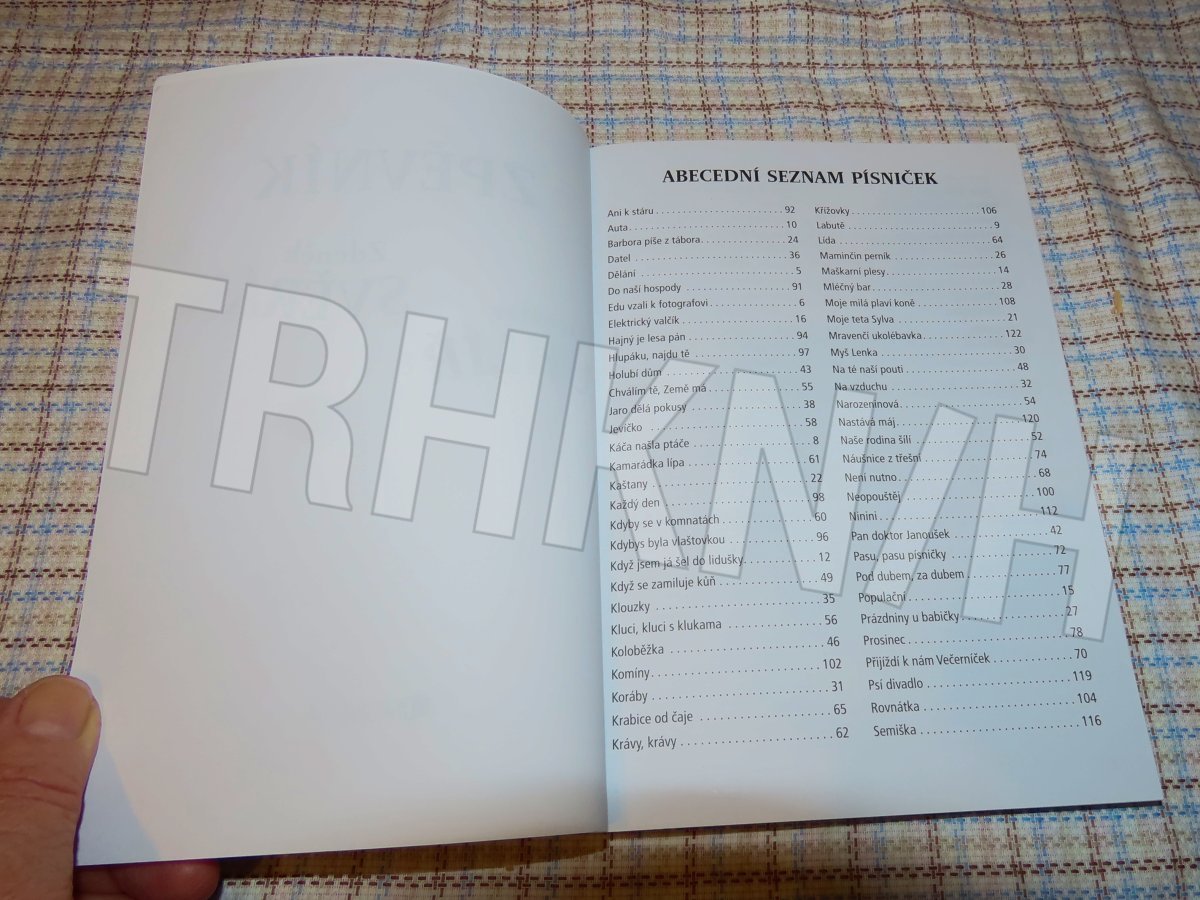 ZPĚVNÍK
Zdeněk
TRHKNIH
ABECEDNÍ SEZNAM PÍSNIČEK
Ani k stáru 92
Auta 10
Barbora píše z tábora 24
Datel 36
Dělání 5
Do naší hospody 91
Edu vzali k fotografovi 6
Elektrický valčík 16
Hajný je lesa pán 94
Hlupáku, najdu tě 97
Holubí dům 43
Chválím tě, Země má 55
Jaro dělá pokusy 38
Jevíčko 58
Káča našla ptáče 8
Kamarádka lípa 61
Kaštany 22
Každý den 98
Kdyby se v komnatách 60
Kdybys byla vlaštovkou 96
Když jsem já šel do lidušky 12
Když se zamiluje kůň 49
Klouzky 35
Kluci, kluci s klukama 56
Koloběžka 46
Komíny 102
Koráby 31
Krabice od čaje 65
Krávy, krávy 62
Křížovky 106
Labutě 9
Lída 64
Maminčin perník 26
Maškarní plesy 14
Mléčný bar 28
Moje milá plaví koně 108
Moje teta Sylva 21
Mravenčí ukolébavka 122
Myš Lenka 30
Na té naší pouti 48
Na vzduchu 32
Narozeninová 54
Nastává máj 120
Naše rodina šílí 52
Náušnice z třešní 74
Není nutno 68
Neopouštěj 100
Ninini 112
Pan doktor Janoušek 42
Pasu, pasu písničky 72
Pod dubem, za dubem 77
Populační 15
Prázdniny u babičky 27
Prosinec 78
Přijíždí k nám Večerníček 70
Psí divadlo 119
Rovnátka 104
Semiška 116